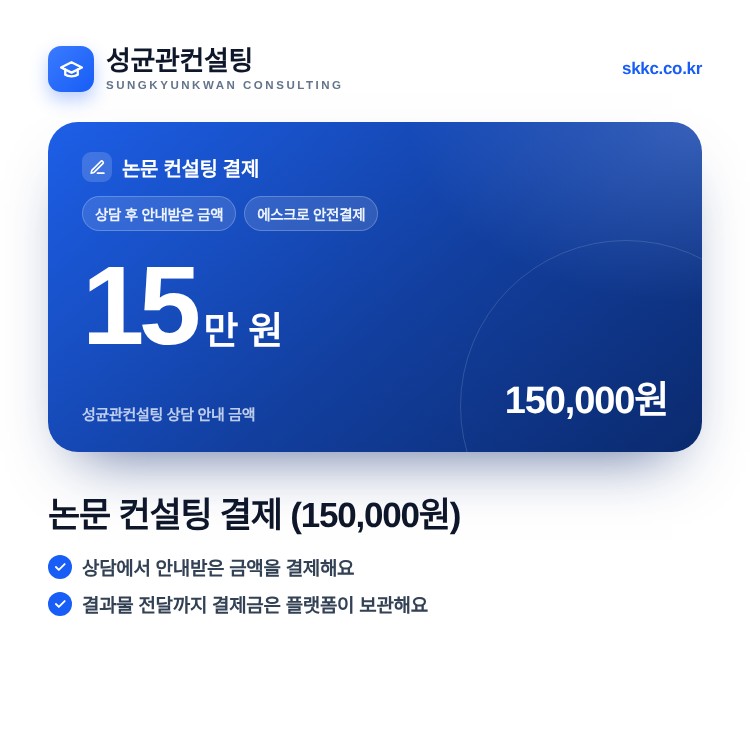 성균관컨설팅
SUNGKYUNKWAN CONSULTING
skkc.co.kr
논문 컨설팅 결제
상담 후 안내받은 금액
에스크로 안전결제
15만 원
성균관컨설팅 상담 안내 금액
150,000원
논문 컨설팅 결제 (150,000원)
상담에서 안내받은 금액을 결제해요
결과물 전달까지 결제금은 플랫폼이 보관해요